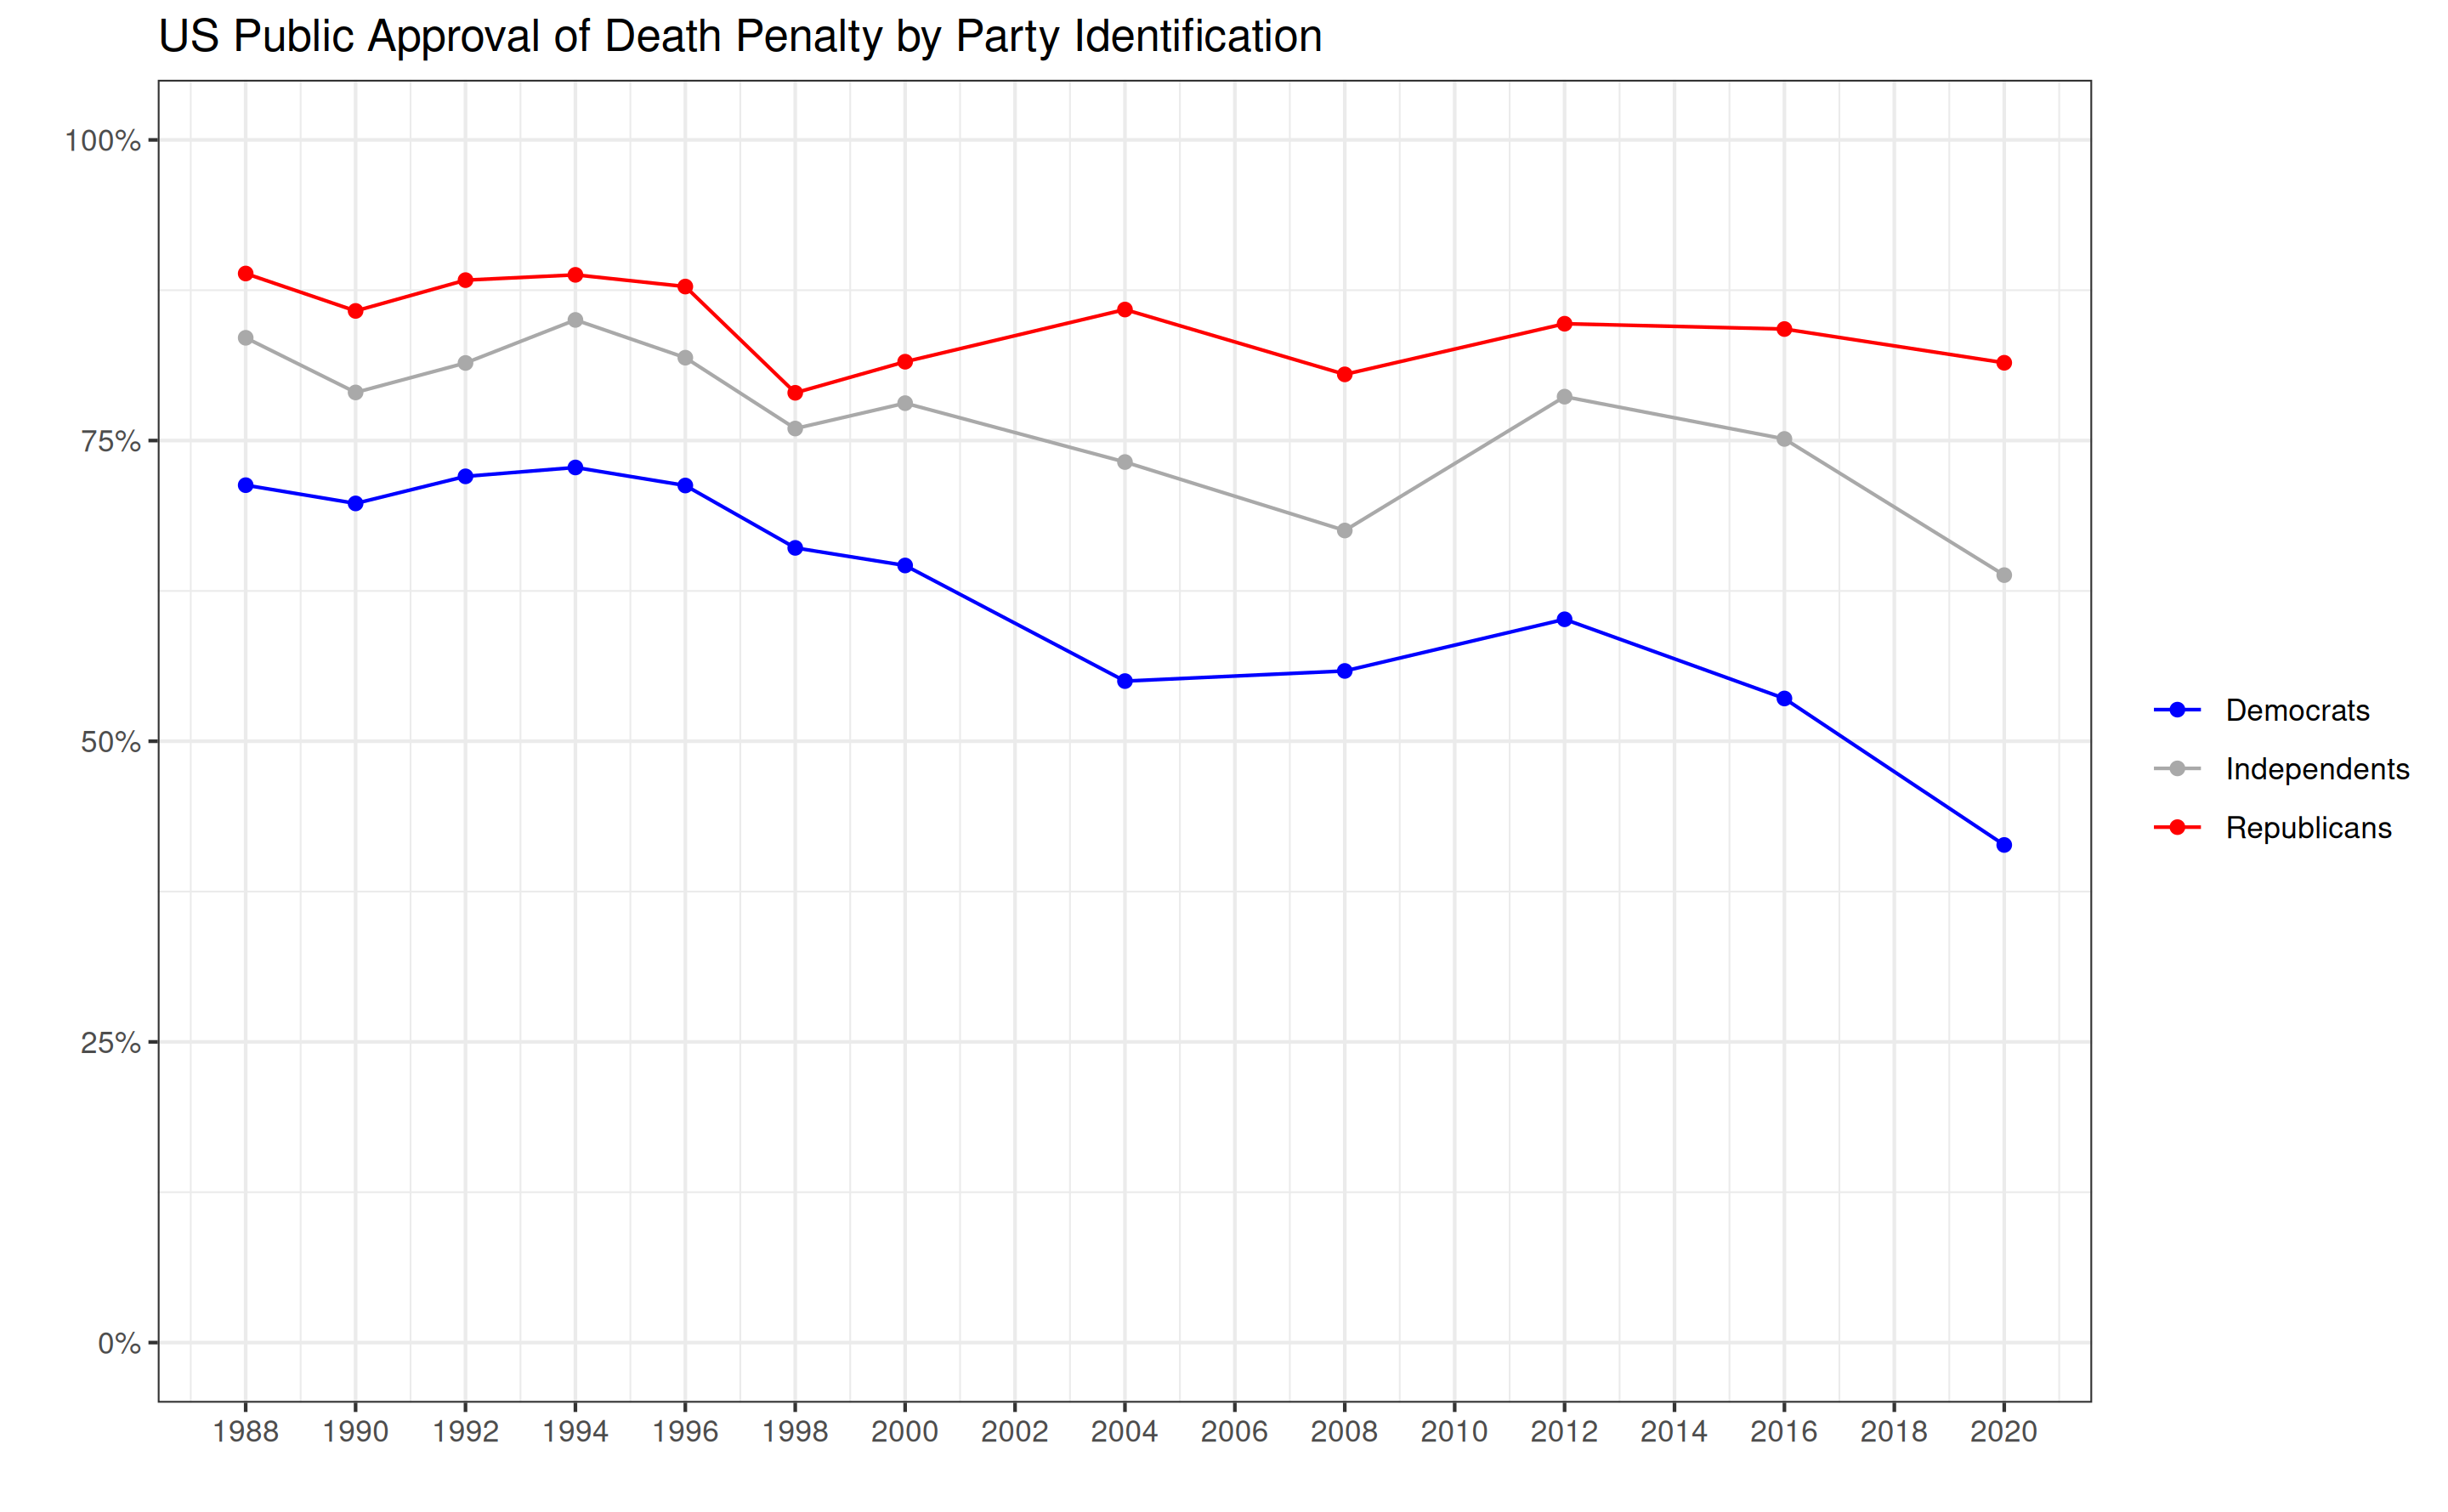 US Public Approval of Death Penalty by Party Identification
100%
75%
50%
25%
0%
1988 1990 1992 1994 1996 1998 2000 2002 2004 2006 2008 2010 2012 2014 2016 2018 2020
Democrats
Independents
Republicans